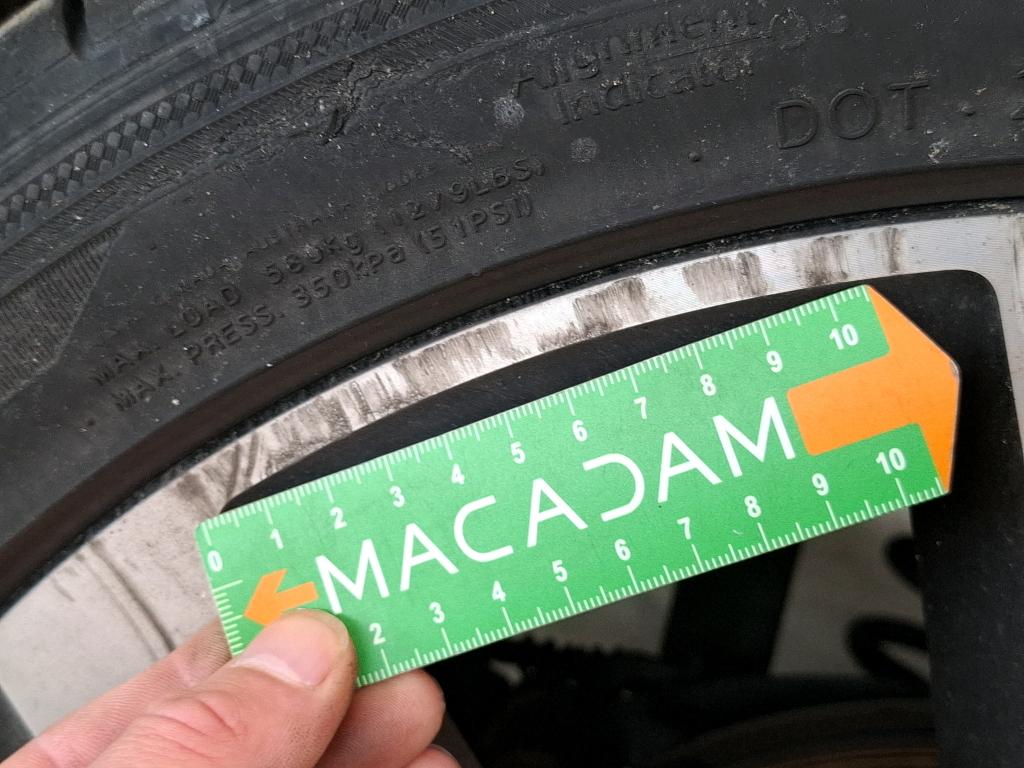 Alignment
Indicator
DOT
MAX. LOAD 580kg (1279LBS)
MAX. PRESS. 350kPa (51PSI)
0 1 2 3 4 5 6 7 8 9 10
MACADAM
2 3 4 5 6 7 8 9 10